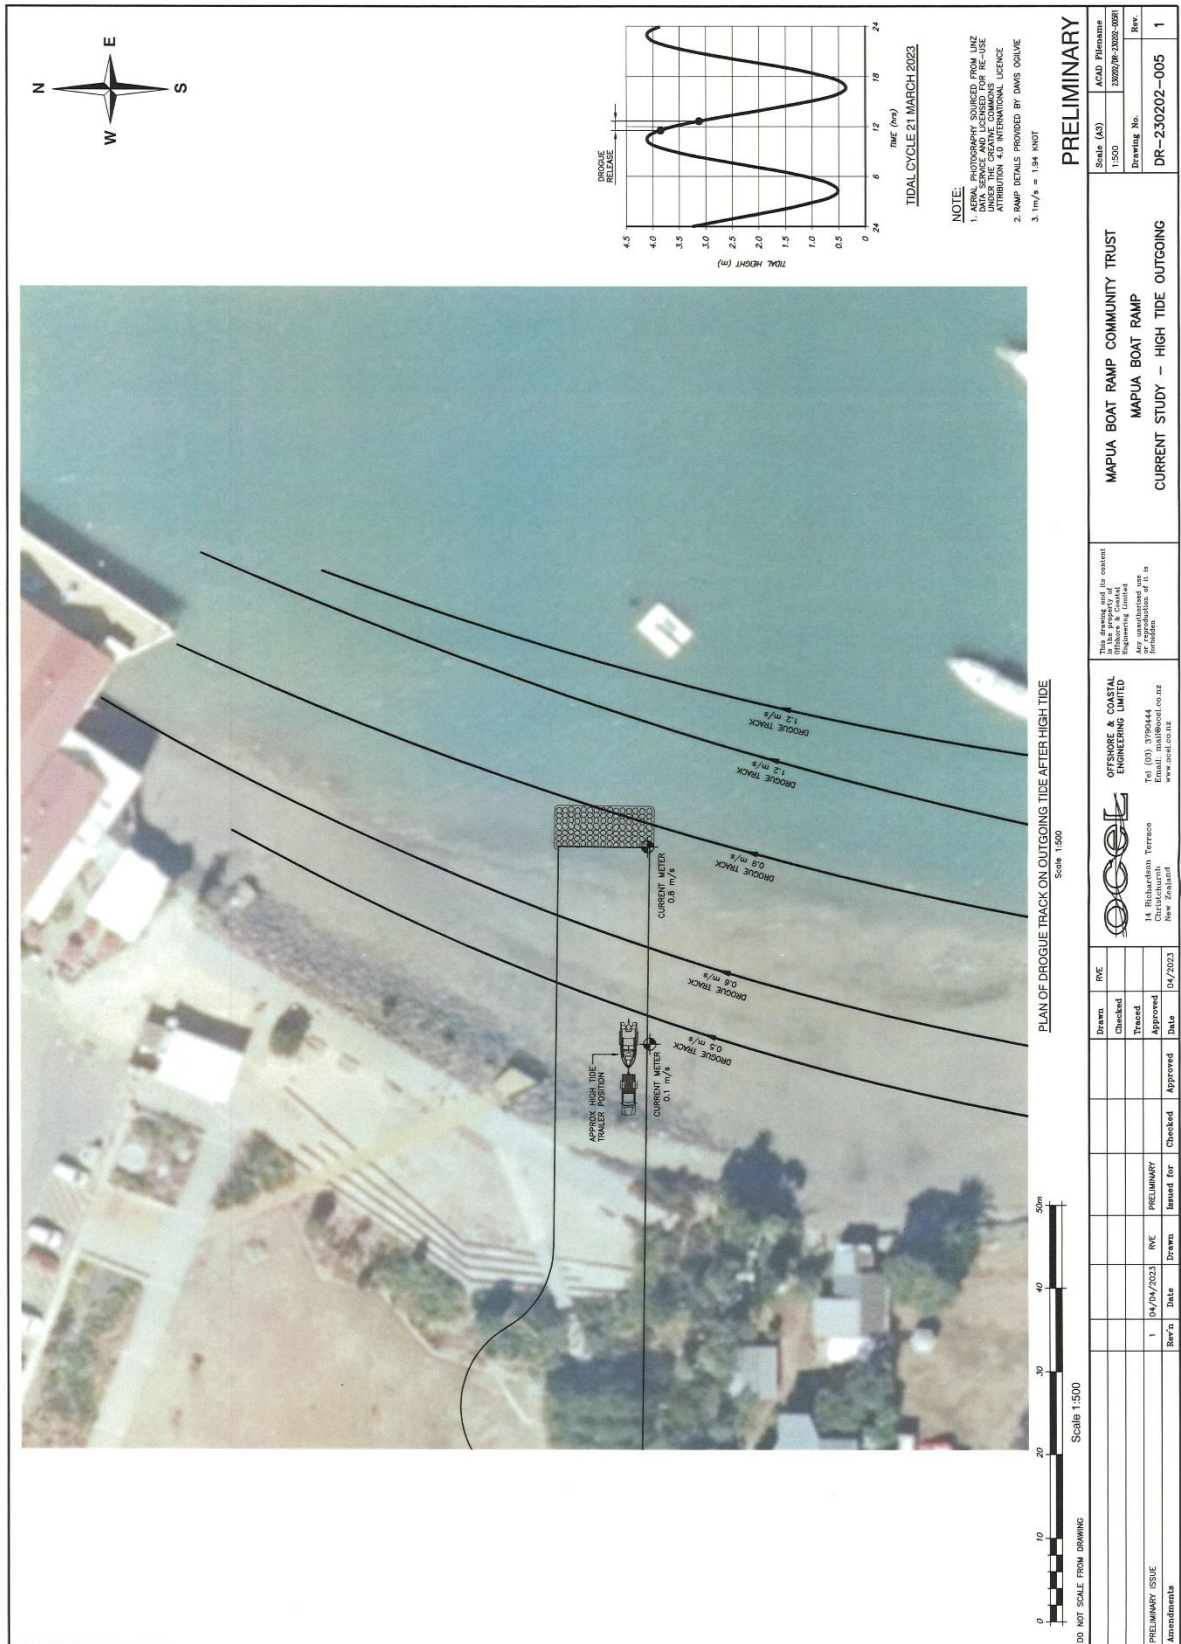 N
W
E
S
DROGUE
RELEASE
TIDAL HEIGHT (m)
4.5
4.0
3.5
3.0
2.5
2.0
1.5
1.0
0.5
0
24
6
12
18
24
TIME (hrs)
TIDAL CYCLE 21 MARCH 2023
NOTE:
1. AERIAL PHOTOGRAPHY SOURCED FROM LINZ
DATA SERVICE AND LICENSED FOR RE-USE
UNDER THE CREATIVE COMMONS
ATTRIBUTION 4.0 INTERNATIONAL LICENCE
2. RAMP DETAILS PROVIDED BY DAVIS OGILVIE
3. 1m/s = 1.94 KNOT
PRELIMINARY
APPROX HIGH TIDE
TRAILER POSITION
CURRENT METER
0.1 m/s
CURRENT METER
0.8 m/s
DROGUE TRACK
0.5 m/s
DROGUE TRACK
0.6 m/s
DROGUE TRACK
0.9 m/s
DROGUE TRACK
1.2 m/s
DROGUE TRACK
1.2 m/s
PLAN OF DROGUE TRACK ON OUTGOING TIDE AFTER HIGH TIDE
Scale 1:500
0
10
20
30
40
50m
Scale 1:500
DO NOT SCALE FROM DRAWING
PRELIMINARY ISSUE
1
04/04/2023
RVE
PRELIMINARY
Amendments
Rev'n
Date
Drawn
Issued for
Checked
Approved
Drawn
RVE
Checked
Traced
Approved
Date
04/2023
OCEL
OFFSHORE & COASTAL
ENGINEERING LIMITED
14 Richardson Terrace
Christchurch
New Zealand
Tel (03) 3790444
Email: mail@ocel.co.nz
www.ocel.co.nz
This drawing and its content
is the property of
Offshore & Coastal
Engineering Limited
Any unauthorised use
or reproduction of it is
forbidden
MAPUA BOAT RAMP COMMUNITY TRUST
MAPUA BOAT RAMP
CURRENT STUDY – HIGH TIDE OUTGOING
Scale (A3)
1:500
ACAD Filename
230202/DR-230202-005R1
Drawing No.
DR-230202-005
Rev.
1